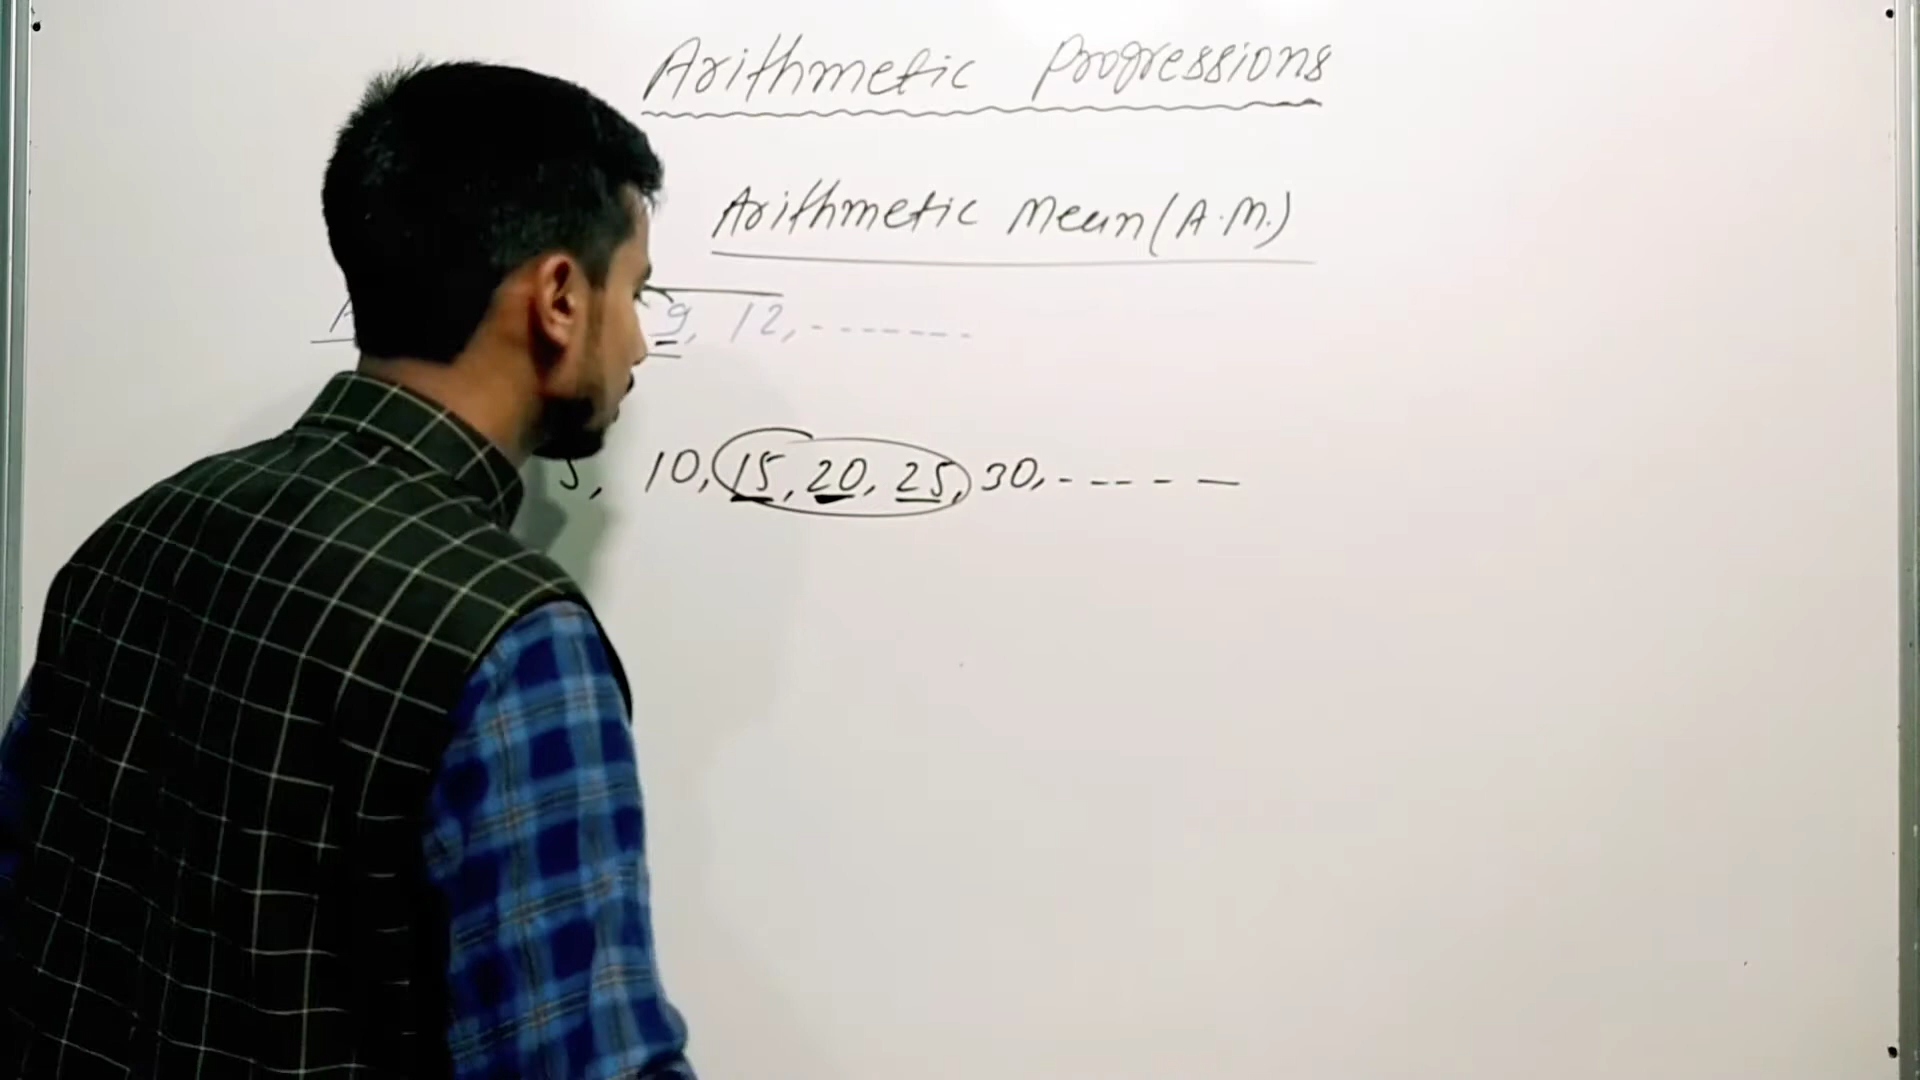 Arithmetic Progressions
Arithmetic Mean (A.M.)
9, 12, -------
5, 10, 15, 20, 25, 30, ------